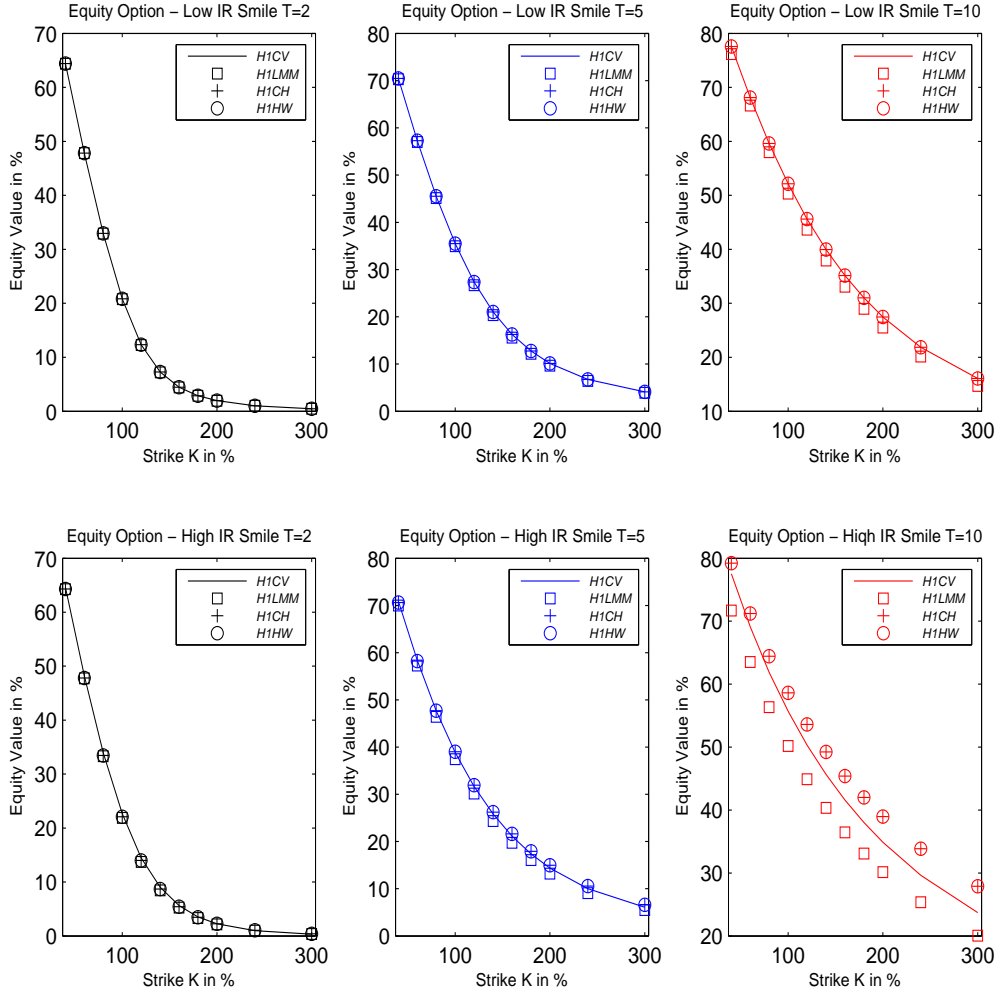 Equity Option – Low IR Smile T=2
Equity Value in %
70
60
50
40
30
20
10
0
100
200
300
Strike K in %
H1CV
H1LMM
H1CH
H1HW
Equity Option – Low IR Smile T=5
Equity Value in %
80
70
60
50
40
30
20
10
0
100
200
300
Strike K in %
H1CV
H1LMM
H1CH
H1HW
Equity Option – Low IR Smile T=10
Equity Value in %
80
70
60
50
40
30
20
10
100
200
300
Strike K in %
H1CV
H1LMM
H1CH
H1HW
Equity Option – High IR Smile T=2
Equity Value in %
70
60
50
40
30
20
10
0
100
200
300
Strike K in %
H1CV
H1LMM
H1CH
H1HW
Equity Option – High IR Smile T=5
Equity Value in %
80
70
60
50
40
30
20
10
0
100
200
300
Strike K in %
H1CV
H1LMM
H1CH
H1HW
Equity Option – High IR Smile T=10
Equity Value in %
80
70
60
50
40
30
20
100
200
300
Strike K in %
H1CV
H1LMM
H1CH
H1HW